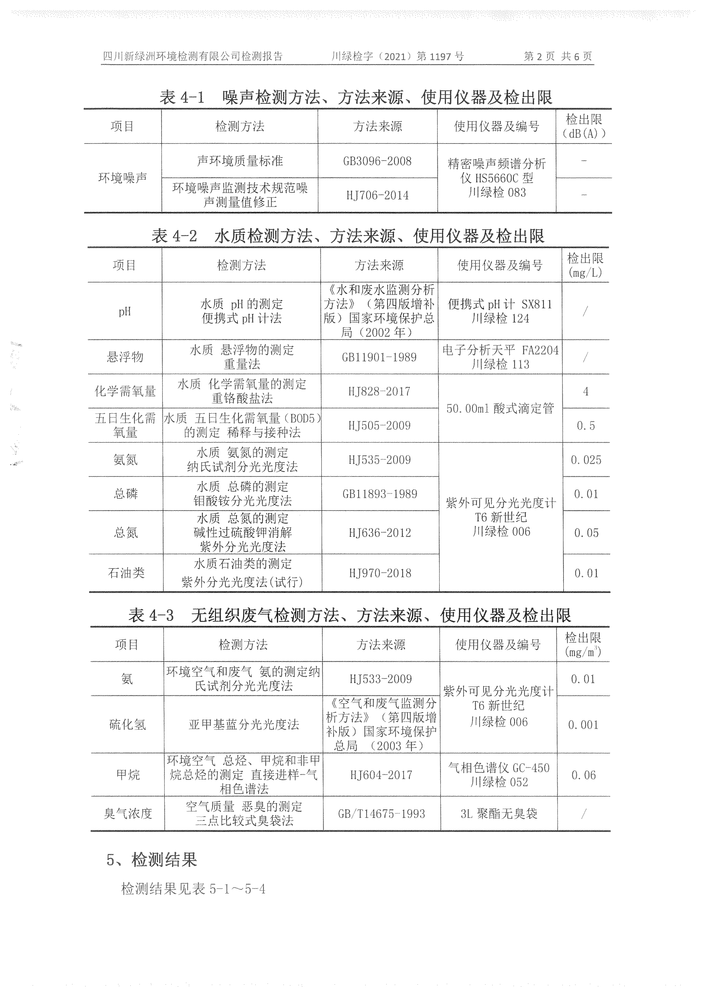 四川新绿洲环境检测有限公司检测报告 川绿检字（2021）第 1197 号 第 2 页 共 6 页
表 4-1 噪声检测方法、方法来源、使用仪器及检出限
项目 检测方法 方法来源 使用仪器及编号 检出限
（dB(A)）
环境噪声
声环境质量标准 GB3096-2008 -
精密噪声频谱分析
仪 HS5660C 型
川绿检 083
环境噪声监测技术规范噪
声测量值修正
HJ706-2014 -
表 4-2 水质检测方法、方法来源、使用仪器及检出限
项目 检测方法 方法来源 使用仪器及编号 检出限
(mg/L)
pH
水质 pH 的测定
便携式 pH 计法
《水和废水监测分析
方法》（第四版增补
版）国家环境保护总
局（2002 年）
便携式 pH 计 SX811
川绿检 124
/
悬浮物
水质 悬浮物的测定
重量法
GB11901-1989
电子分析天平 FA2204
川绿检 113
/
化学需氧量
水质 化学需氧量的测定
重铬酸盐法
HJ828-2017
50.00ml 酸式滴定管
4
五日生化需
氧量
水质 五日生化需氧量（BOD5）
的测定 稀释与接种法
HJ505-2009
0.5
氨氮
水质 氨氮的测定
纳氏试剂分光光度法
HJ535-2009
0.025
总磷
水质 总磷的测定
钼酸铵分光光度法
GB11893-1989
0.01
紫外可见分光光度计
T6 新世纪
川绿检 006
总氮
水质 总氮的测定
碱性过硫酸钾消解
紫外分光光度法
HJ636-2012
0.05
石油类
水质石油类的测定
紫外分光光度法(试行)
HJ970-2018
0.01
表 4-3 无组织废气检测方法、方法来源、使用仪器及检出限
项目 检测方法 方法来源 使用仪器及编号 检出限
(mg/m³)
氨
环境空气和废气 氨的测定纳
氏试剂分光光度法
HJ533-2009
0.01
紫外可见分光光度计
T6 新世纪
川绿检 006
硫化氢
亚甲基蓝分光光度法
《空气和废气监测分
析方法》（第四版增
补版）国家环境保护
总局 （2003 年）
0.001
甲烷
环境空气 总烃、甲烷和非甲
烷总烃的测定 直接进样-气
相色谱法
HJ604-2017
气相色谱仪 GC-450
川绿检 052
0.06
臭气浓度
空气质量 恶臭的测定
三点比较式臭袋法
GB/T14675-1993
3L 聚酯无臭袋
/
5、检测结果
检测结果见表 5-1～5-4